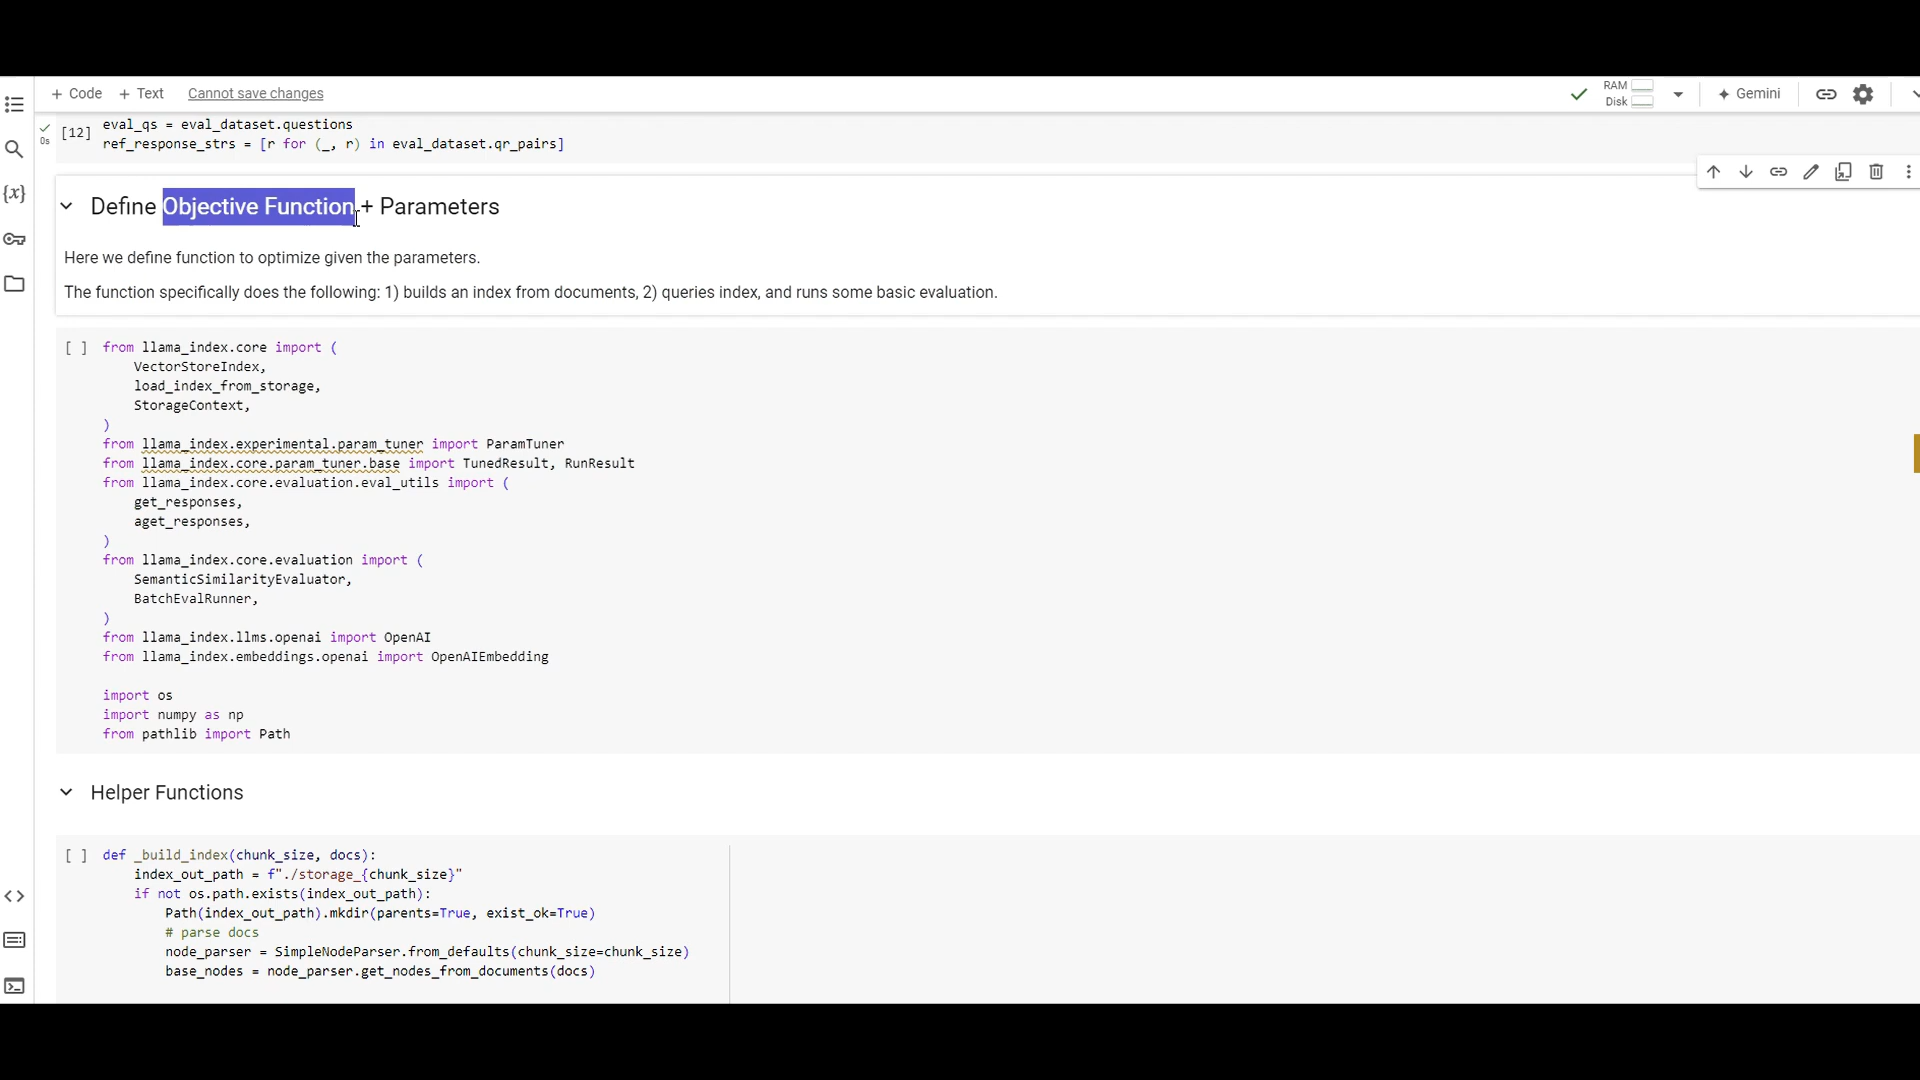 + Code + Text Cannot save changes
RAM
Disk
Gemini
0s
[12] eval_qs = eval_dataset.questions
ref_response_strs = [r for (_, r) in eval_dataset.qr_pairs]
Define Objective Function + Parameters
Here we define function to optimize given the parameters.
The function specifically does the following: 1) builds an index from documents, 2) queries index, and runs some basic evaluation.
[ ] from llama_index.core import (
    VectorStoreIndex,
    load_index_from_storage,
    StorageContext,
)
from llama_index.experimental.param_tuner import ParamTuner
from llama_index.core.param_tuner.base import TunedResult, RunResult
from llama_index.core.evaluation.eval_utils import (
    get_responses,
    aget_responses,
)
from llama_index.core.evaluation import (
    SemanticSimilarityEvaluator,
    BatchEvalRunner,
)
from llama_index.llms.openai import OpenAI
from llama_index.embeddings.openai import OpenAIEmbedding
import os
import numpy as np
from pathlib import Path
Helper Functions
[ ] def _build_index(chunk_size, docs):
    index_out_path = f"./storage_{chunk_size}"
    if not os.path.exists(index_out_path):
        Path(index_out_path).mkdir(parents=True, exist_ok=True)
        # parse docs
        node_parser = SimpleNodeParser.from_defaults(chunk_size=chunk_size)
        base_nodes = node_parser.get_nodes_from_documents(docs)